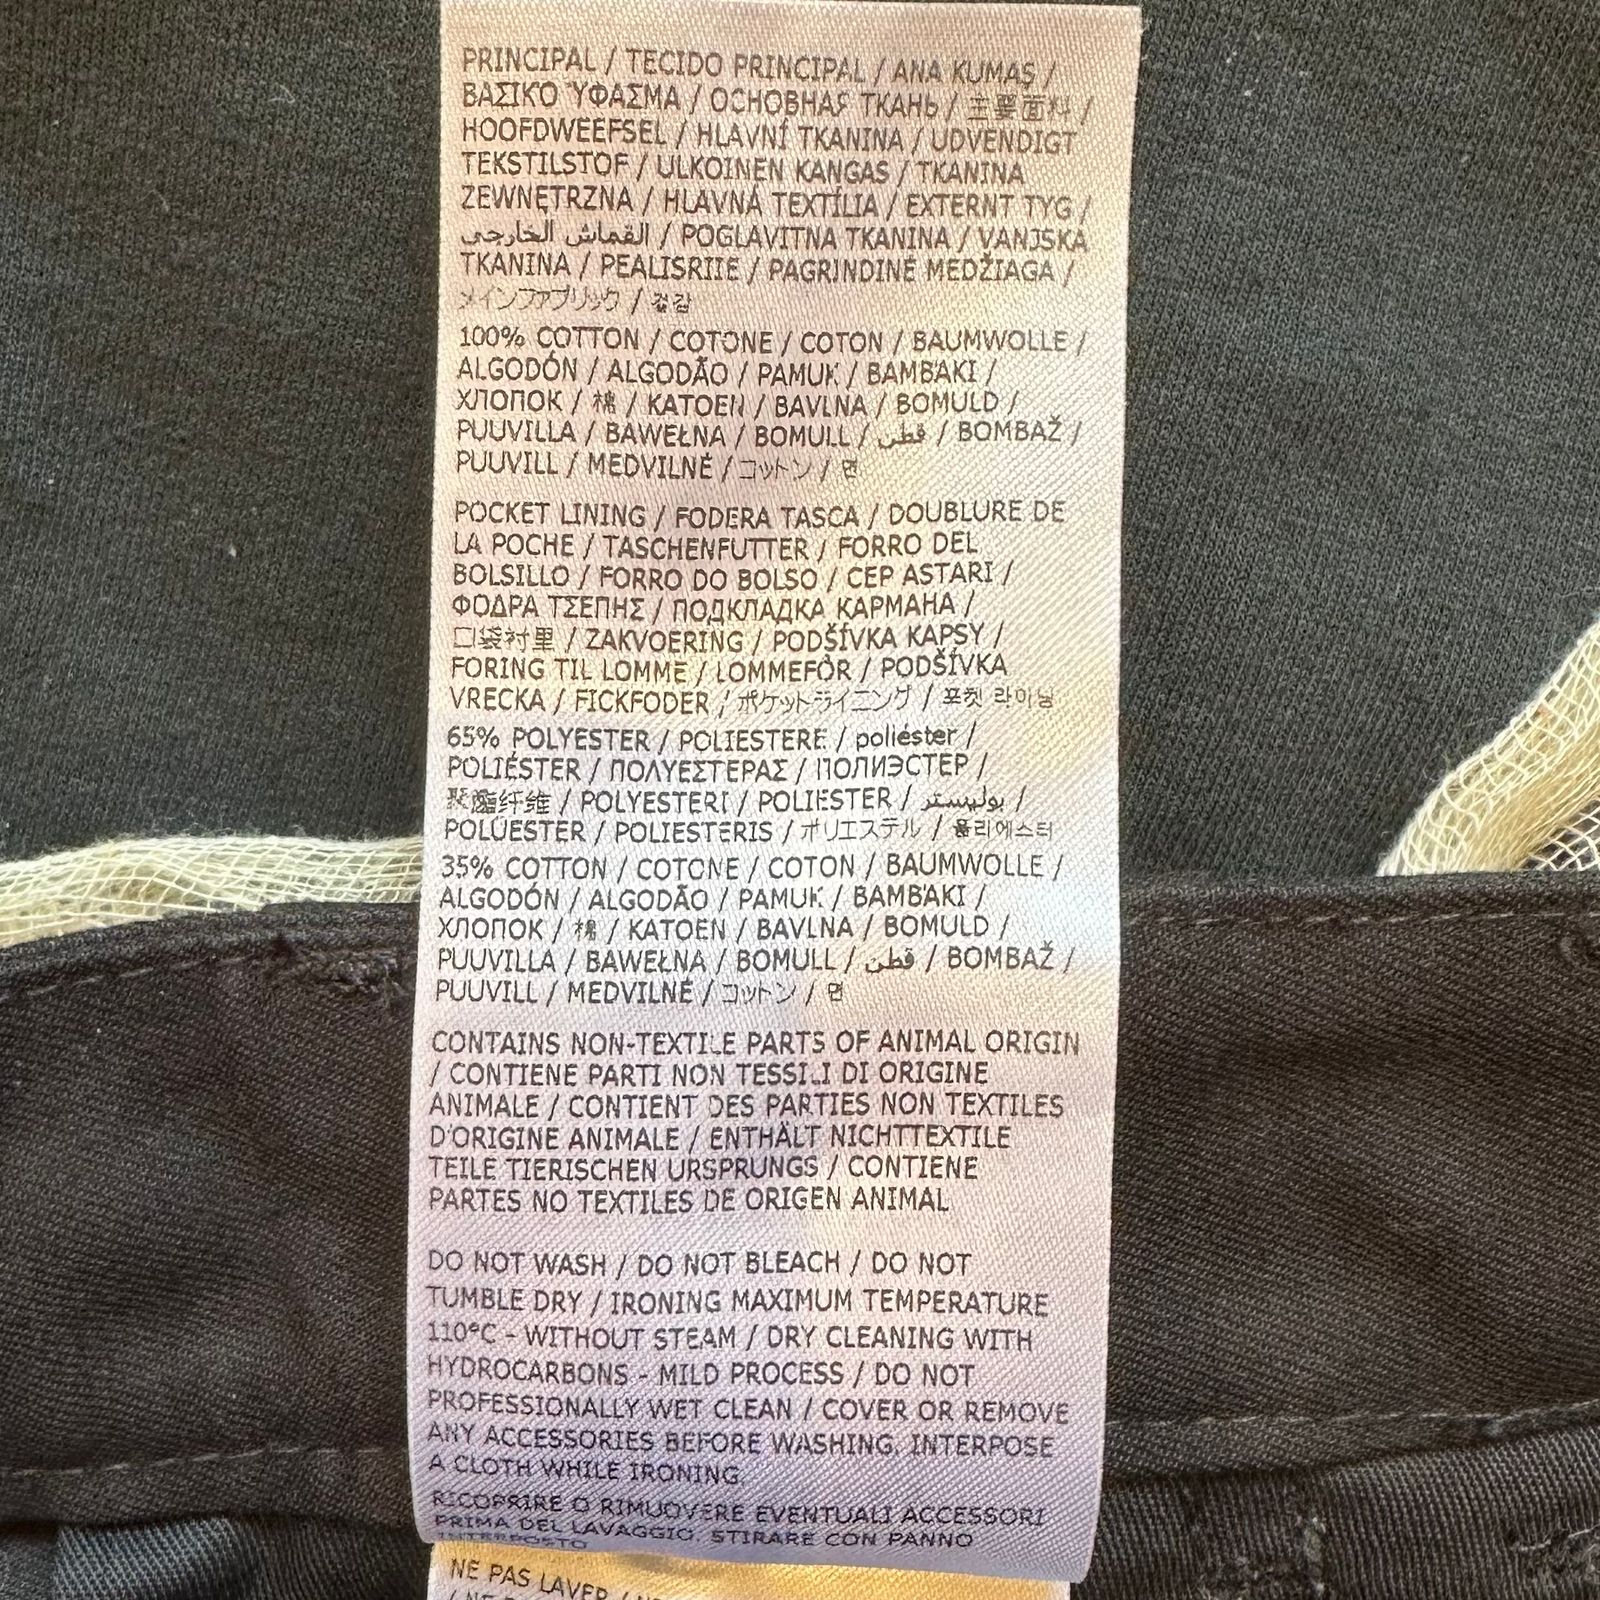 PRINCIPAL / TECIDO PRINCIPAL / ANA KUMAŞ /
ΒΑΣΙΚΟ ΥΦΑΣΜΑ / ОСНОВНАЯ ТКАНЬ / 主要面料 /
HOOFDWEEFSEL / HLAVNÍ TKANINA / UDVENDIGT
TEKSTILSTOF / ULKOINEN KANGAS / TKANINA
ZEWNĘTRZNA / HLAVNÁ TEXTÍLIA / EXTERNT TYG /
القماش الخارجي / POGLAVITNA TKANINA / VANJSKA
TKANINA / PEALISRIIE / PAGRINDINĖ MEDŽIAGA /
メインファブリック / 겉감
100% COTTON / COTONE / COTON / BAUMWOLLE /
ALGODÓN / ALGODÃO / PAMUK / BAMBAKI /
ХЛОПОК / 棉 / KATOEN / BAVLNA / BOMULD /
PUUVILLA / BAWEŁNA / BOMULL / قطن / BOMBAŽ /
PUUVILL / MEDVILNĖ / コットン / 면
POCKET LINING / FODERA TASCA / DOUBLURE DE
LA POCHE / TASCHENFUTTER / FORRO DEL
BOLSILLO / FORRO DO BOLSO / CEP ASTARI /
ΦΟΔΡΑ ΤΣΕΠΗΣ / ПОДКЛАДКА КАРМАНА /
口袋衬里 / ZAKVOERING / PODŠÍVKA KAPSY /
FORING TIL LOMME / LOMMEFÒR / PODŠÍVKA
VRECKA / FICKFODER / ポケットライニング / 포켓 라이닝
65% POLYESTER / POLIESTERE / poliéster /
POLIÉSTER / ΠΟΛΥΕΣΤΕΡΑΣ / ПОЛИЭСТЕР /
聚酯纤维 / POLYESTERI / POLIESTER / بوليستر /
POLÜESTER / POLIESTERIS / ポリエステル / 폴리에스터
35% COTTON / COTONE / COTON / BAUMWOLLE /
ALGODÓN / ALGODÃO / PAMUK / BAMBAKI /
ХЛОПОК / 棉 / KATOEN / BAVLNA / BOMULD /
PUUVILLA / BAWEŁNA / BOMULL / قطن / BOMBAŽ /
PUUVILL / MEDVILNĖ / コットン / 면
CONTAINS NON-TEXTILE PARTS OF ANIMAL ORIGIN
/ CONTIENE PARTI NON TESSILI DI ORIGINE
ANIMALE / CONTIENT DES PARTIES NON TEXTILES
D'ORIGINE ANIMALE / ENTHÄLT NICHTTEXTILE
TEILE TIERISCHEN URSPRUNGS / CONTIENE
PARTES NO TEXTILES DE ORIGEN ANIMAL
DO NOT WASH / DO NOT BLEACH / DO NOT
TUMBLE DRY / IRONING MAXIMUM TEMPERATURE
110°C - WITHOUT STEAM / DRY CLEANING WITH
HYDROCARBONS - MILD PROCESS / DO NOT
PROFESSIONALLY WET CLEAN / COVER OR REMOVE
ANY ACCESSORIES BEFORE WASHING. INTERPOSE
A CLOTH WHILE IRONING.
RICOPRIRE O RIMUOVERE EVENTUALI ACCESSORI
PRIMA DEL LAVAGGIO. STIRARE CON PANNO
INTERPOSTO
NE PAS LAVER /